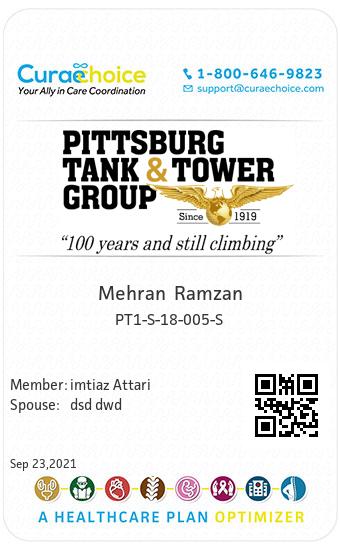 Curaechoice
Your Ally in Care Coordination
1-800-646-9823
support@curaechoice.com
PITTSBURG
TANK & TOWER
GROUP
Since 1919
“100 years and still climbing”
Mehran Ramzan
PT1-S-18-005-S
Member: imtiaz Attari
Spouse: dsd dwd
Sep 23,2021
A HEALTHCARE PLAN OPTIMIZER